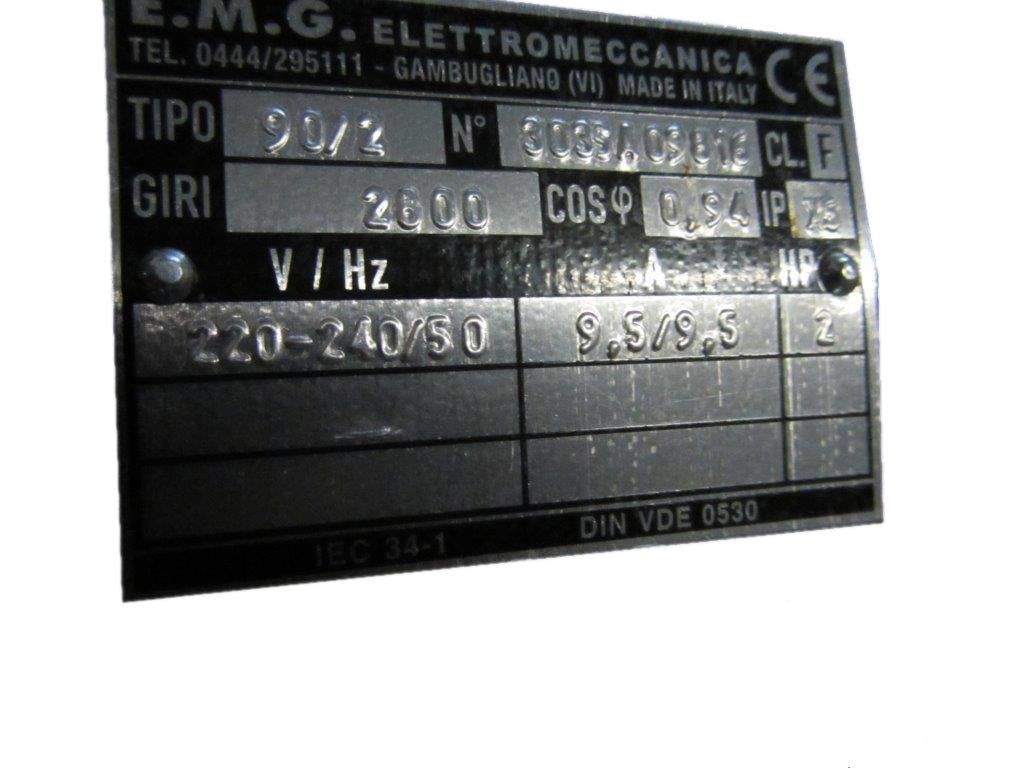 E.M.G. ELETTROMECCANICA CE
TEL. 0444/295111 - GAMBUGLIANO (VI) MADE IN ITALY
TIPO 90/2 N° CL. F
GIRI 2800 COSφ 0,94 IP
V / Hz A HP
220-240/50 9,5/9,5 2
IEC 34-1 DIN VDE 0530